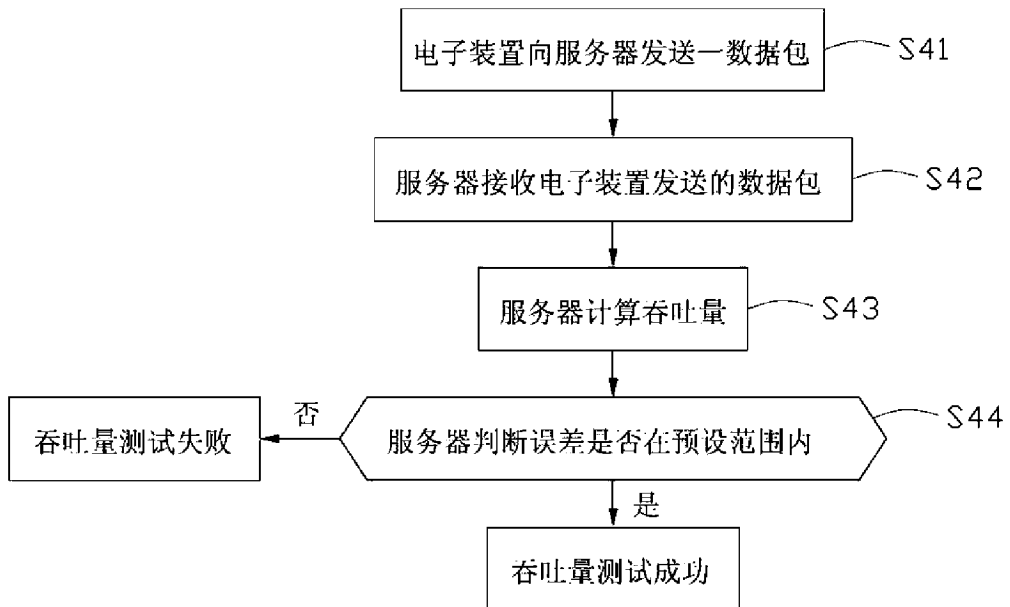 电子装置向服务器发送一数据包
S41
服务器接收电子装置发送的数据包
S42
服务器计算吞吐量
S43
服务器判断误差是否在预设范围内
S44
否
吞吐量测试失败
是
吞吐量测试成功